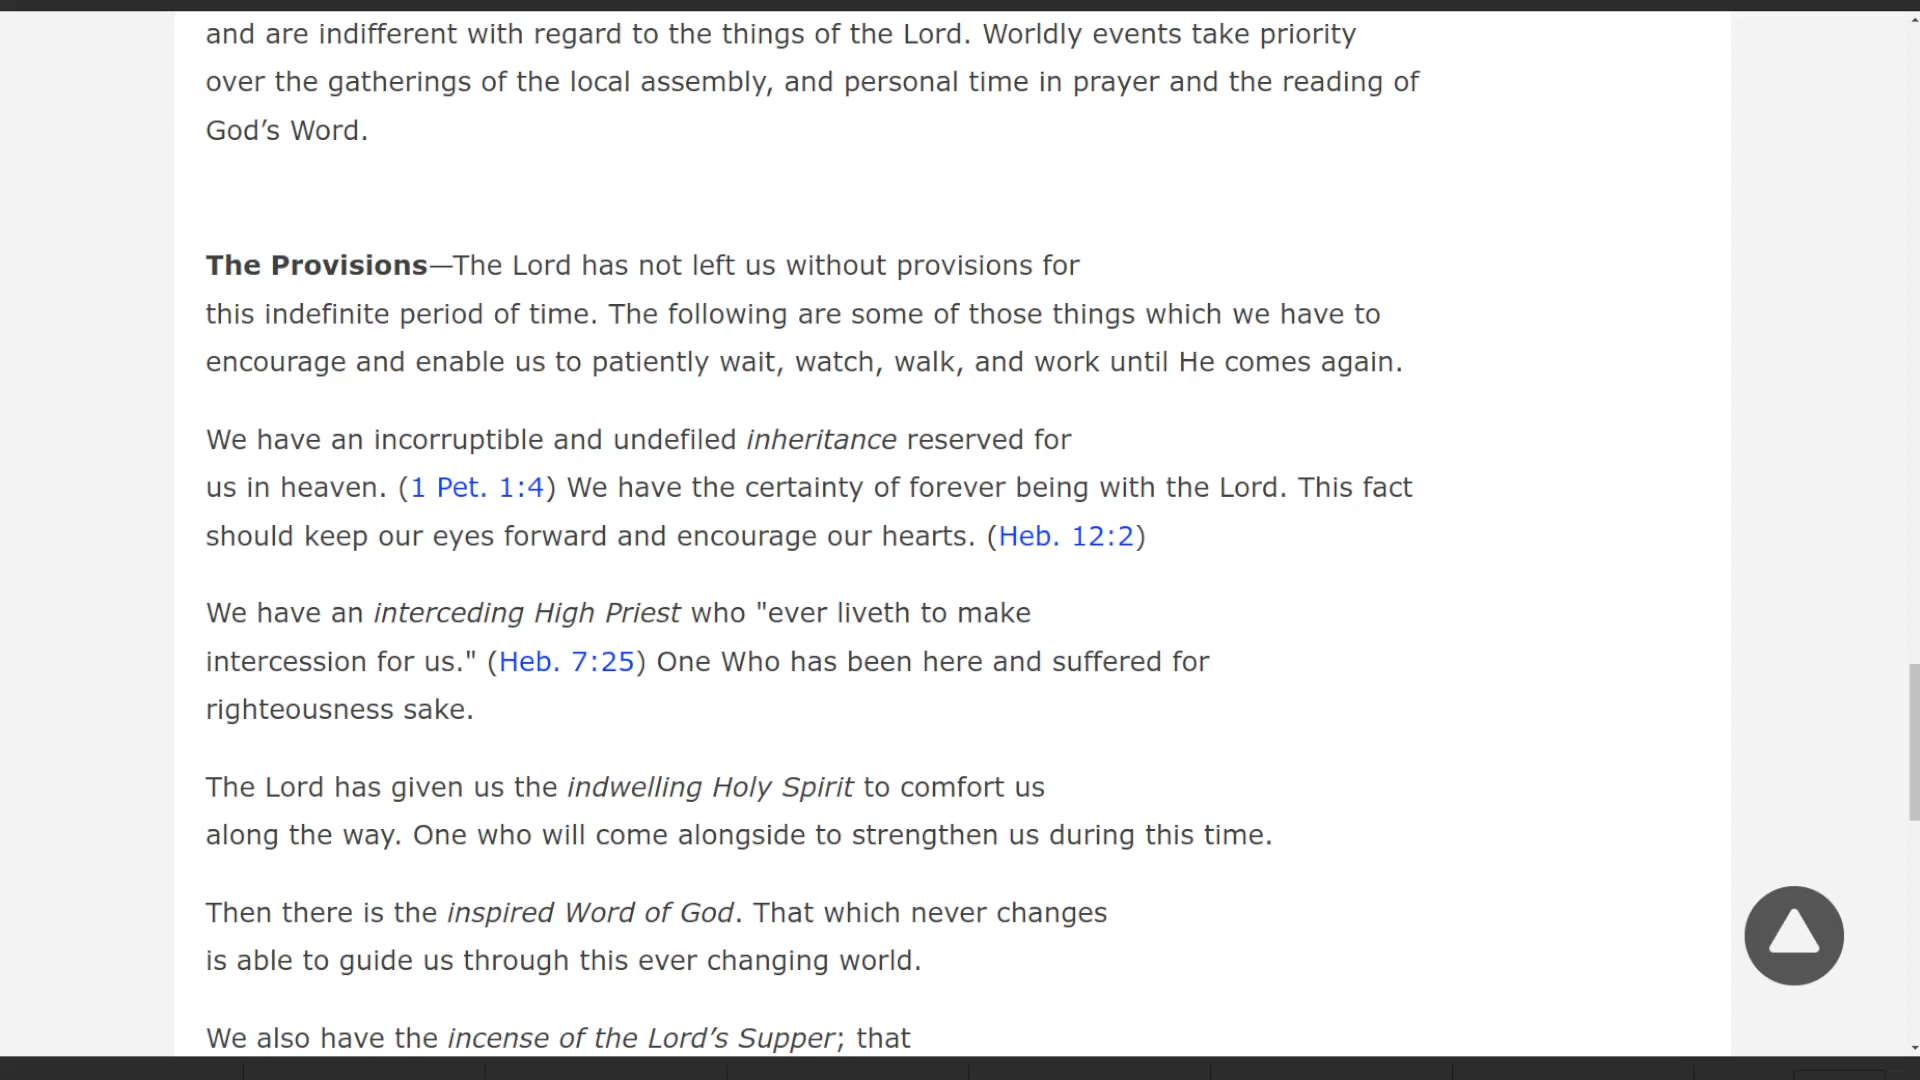 and are indifferent with regard to the things of the Lord. Worldly events take priority
over the gatherings of the local assembly, and personal time in prayer and the reading of
God’s Word.
The Provisions—The Lord has not left us without provisions for
this indefinite period of time. The following are some of those things which we have to
encourage and enable us to patiently wait, watch, walk, and work until He comes again.
We have an incorruptible and undefiled inheritance reserved for
us in heaven. (1 Pet. 1:4) We have the certainty of forever being with the Lord. This fact
should keep our eyes forward and encourage our hearts. (Heb. 12:2)
We have an interceding High Priest who "ever liveth to make
intercession for us." (Heb. 7:25) One Who has been here and suffered for
righteousness sake.
The Lord has given us the indwelling Holy Spirit to comfort us
along the way. One who will come alongside to strengthen us during this time.
Then there is the inspired Word of God. That which never changes
is able to guide us through this ever changing world.
We also have the incense of the Lord’s Supper; that